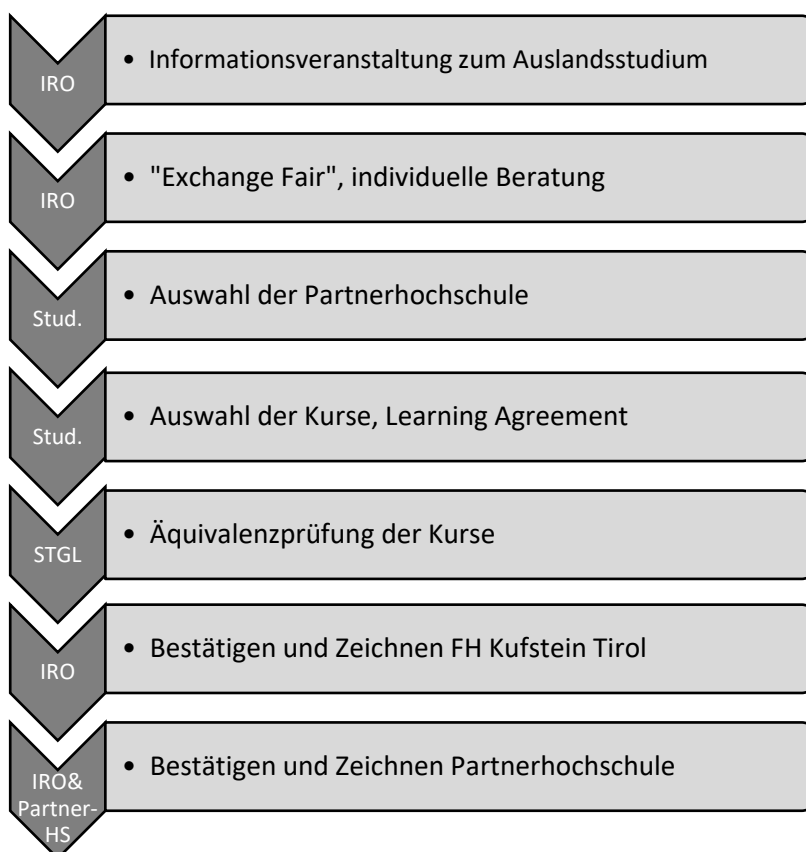 IRO
• Informationsveranstaltung zum Auslandsstudium
IRO
• "Exchange Fair", individuelle Beratung
Stud.
• Auswahl der Partnerhochschule
Stud.
• Auswahl der Kurse, Learning Agreement
STGL
• Äquivalenzprüfung der Kurse
IRO
• Bestätigen und Zeichnen FH Kufstein Tirol
IRO&
Partner-
HS
• Bestätigen und Zeichnen Partnerhochschule